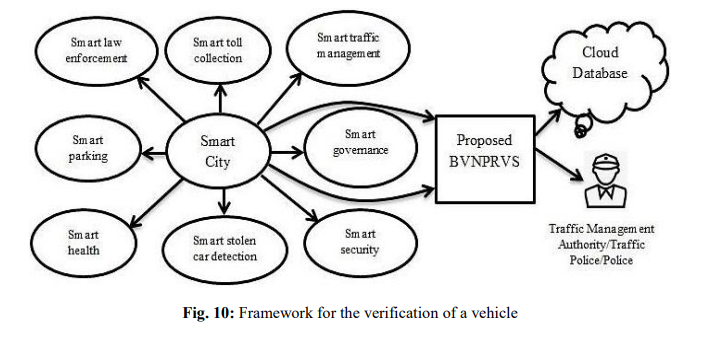 Smart law
enforcement
Smart toll
collection
Smart traffic
management
Cloud
Database
Smart
parking
Smart
City
Smart
governance
Proposed
BVNPRVS
Smart
health
Smart stolen
car detection
Smart
security
Traffic Management
Authority/Traffic
Police/Police
Fig. 10: Framework for the verification of a vehicle